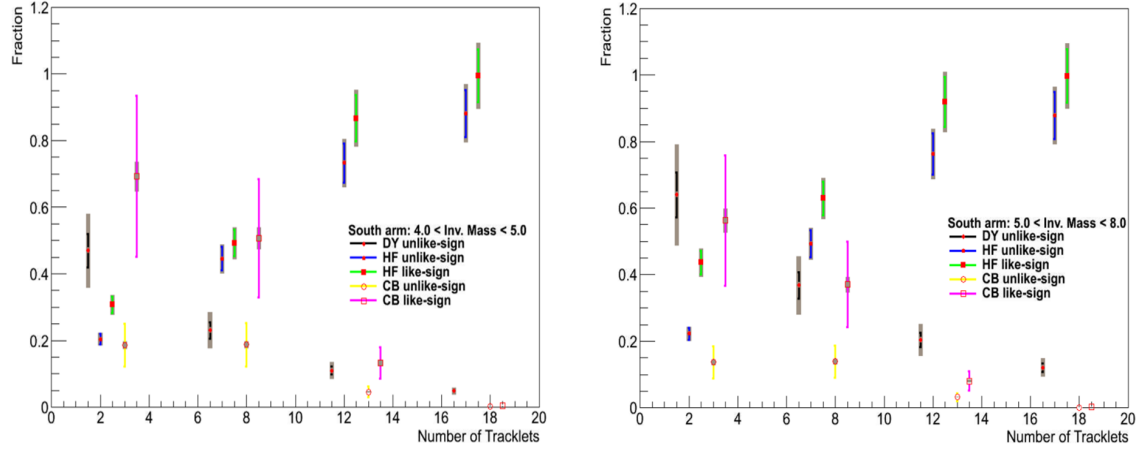 Fraction
1.2
1
0.8
0.6
0.4
0.2
0
0 2 4 6 8 10 12 14 16 18 20
Number of Tracklets
South arm: 4.0 < Inv. Mass < 5.0
DY unlike-sign
HF unlike-sign
HF like-sign
CB unlike-sign
CB like-sign
Fraction
1.2
1
0.8
0.6
0.4
0.2
0
0 2 4 6 8 10 12 14 16 18 20
Number of Tracklets
South arm: 5.0 < Inv. Mass < 8.0
DY unlike-sign
HF unlike-sign
HF like-sign
CB unlike-sign
CB like-sign